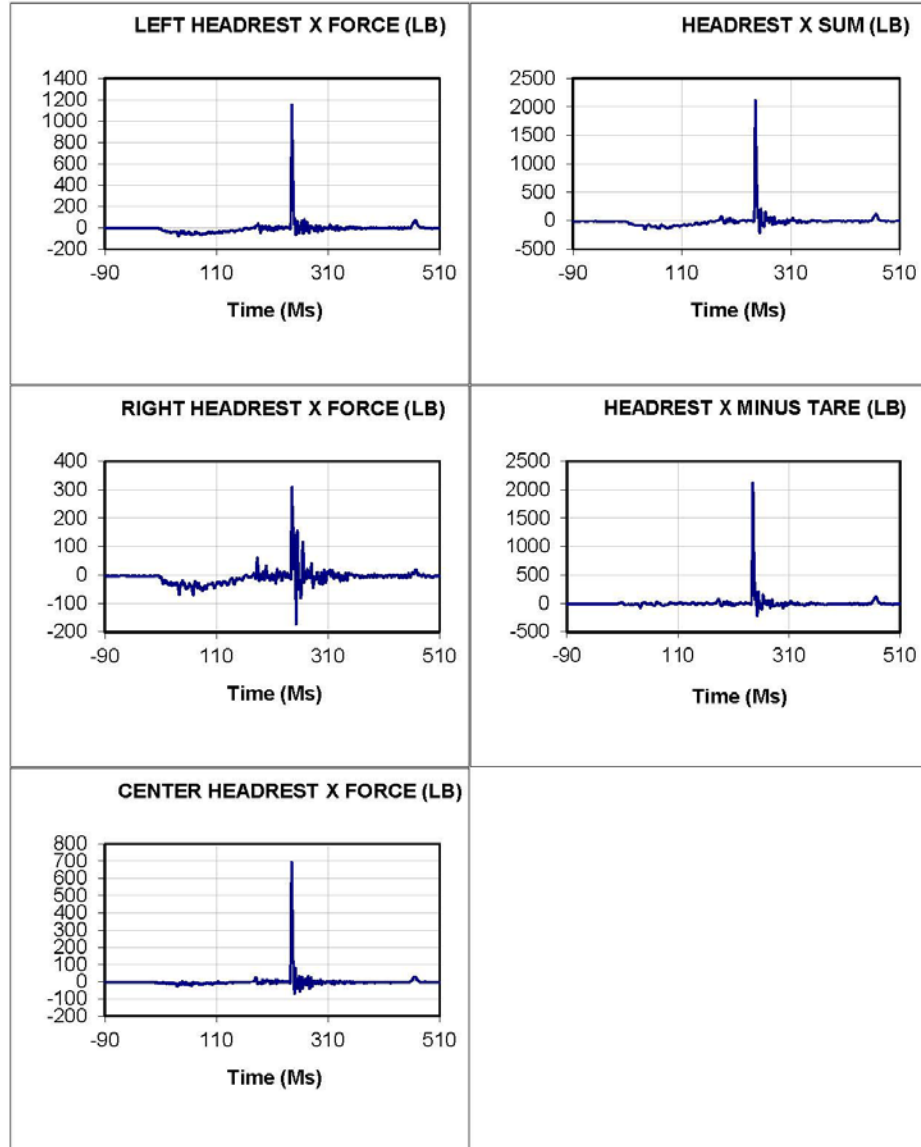 LEFT HEADREST X FORCE (LB)
1400
1200
1000
800
600
400
200
0
-200
-90 110 310 510
Time (Ms)
HEADREST X SUM (LB)
2500
2000
1500
1000
500
0
-500
-90 110 310 510
Time (Ms)
RIGHT HEADREST X FORCE (LB)
400
300
200
100
0
-100
-200
-90 110 310 510
Time (Ms)
HEADREST X MINUS TARE (LB)
2500
2000
1500
1000
500
0
-500
-90 110 310 510
Time (Ms)
CENTER HEADREST X FORCE (LB)
800
700
600
500
400
300
200
100
0
-100
-200
-90 110 310 510
Time (Ms)